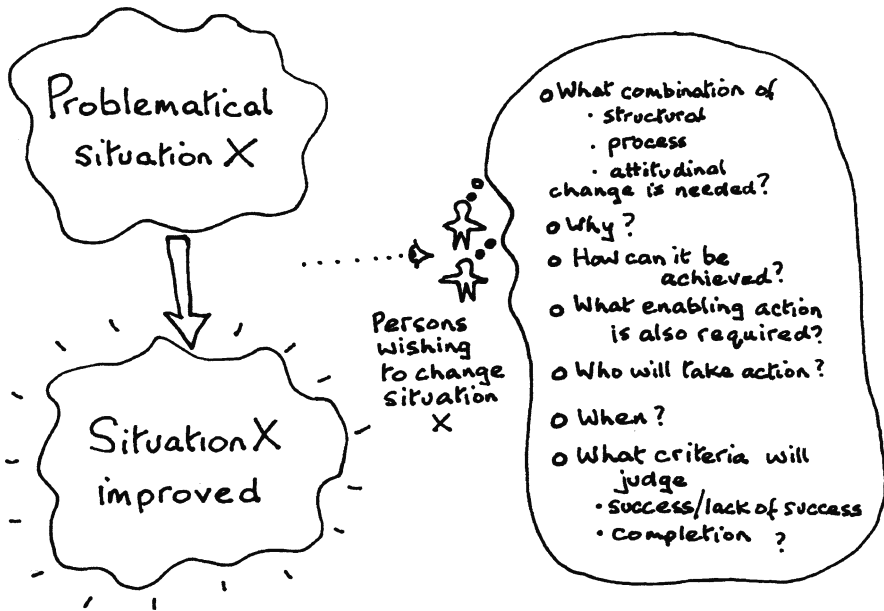 Problematical
situation X
Situation X
improved
Persons
wishing
to change
situation
X
o What combination of
· structural
· process
· attitudinal
change is needed?
o Why?
o How can it be
achieved?
o What enabling action
is also required?
o Who will take action?
o When?
o What criteria will
judge
· success/lack of success
· completion ?